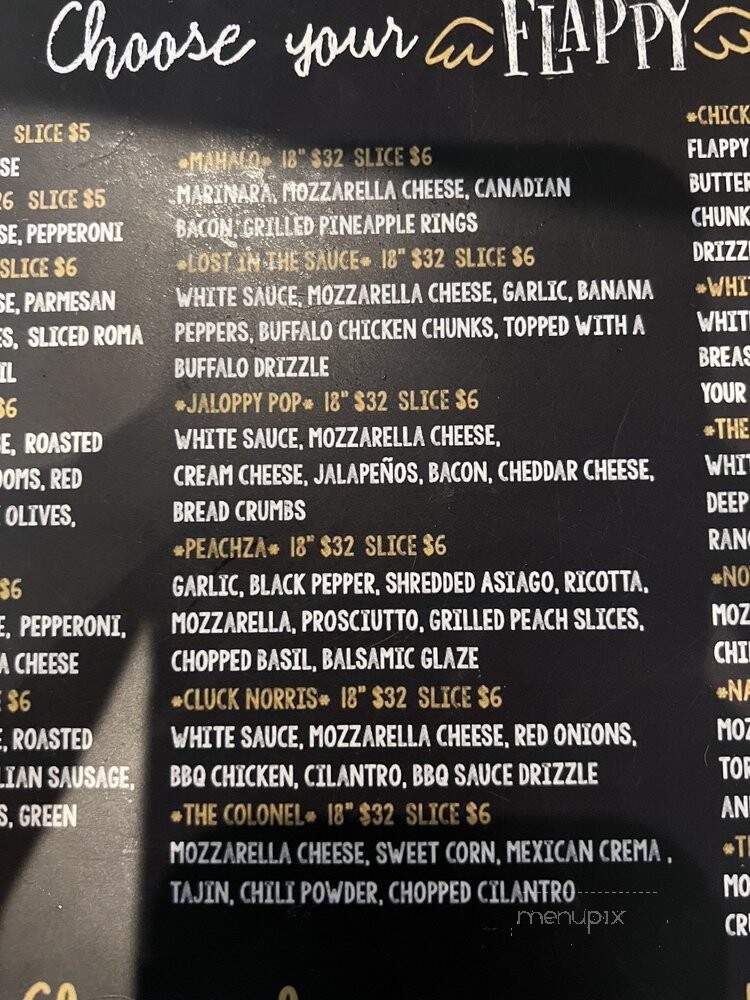 Choose your FLAPPY
SLICE $5
SE
26 SLICE $5
SE, PEPPERONI
SLICE $6
SE, PARMESAN
ES, SLICED ROMA
IL
$6
E, ROASTED
OOMS, RED
OLIVES,
$6
E, PEPPERONI,
A CHEESE
$6
E, ROASTED
LIAN SAUSAGE,
S, GREEN
*MAHALO* 18" $32 SLICE $6
MARINARA, MOZZARELLA CHEESE, CANADIAN
BACON, GRILLED PINEAPPLE RINGS
*LOST IN THE SAUCE* 18" $32 SLICE $6
WHITE SAUCE, MOZZARELLA CHEESE, GARLIC, BANANA
PEPPERS, BUFFALO CHICKEN CHUNKS, TOPPED WITH A
BUFFALO DRIZZLE
*JALOPPY POP* 18" $32 SLICE $6
WHITE SAUCE, MOZZARELLA CHEESE,
CREAM CHEESE, JALAPEÑOS, BACON, CHEDDAR CHEESE,
BREAD CRUMBS
*PEACHZA* 18" $32 SLICE $6
GARLIC, BLACK PEPPER, SHREDDED ASIAGO, RICOTTA,
MOZZARELLA, PROSCIUTTO, GRILLED PEACH SLICES,
CHOPPED BASIL, BALSAMIC GLAZE
*CLUCK NORRIS* 18" $32 SLICE $6
WHITE SAUCE, MOZZARELLA CHEESE, RED ONIONS,
BBQ CHICKEN, CILANTRO, BBQ SAUCE DRIZZLE
*THE COLONEL* 18" $32 SLICE $6
MOZZARELLA CHEESE, SWEET CORN, MEXICAN CREMA ,
TAJIN, CHILI POWDER, CHOPPED CILANTRO
*CHICK
FLAPPY
BUTTER
CHUNK
DRIZZ
*WHIT
WHIT
BREAS
YOUR
*THE
WHIT
DEEP
RANC
*NO
MOZ
CHI
*NA
MOZ
TOR
AN
*T
MO
CR
menupix